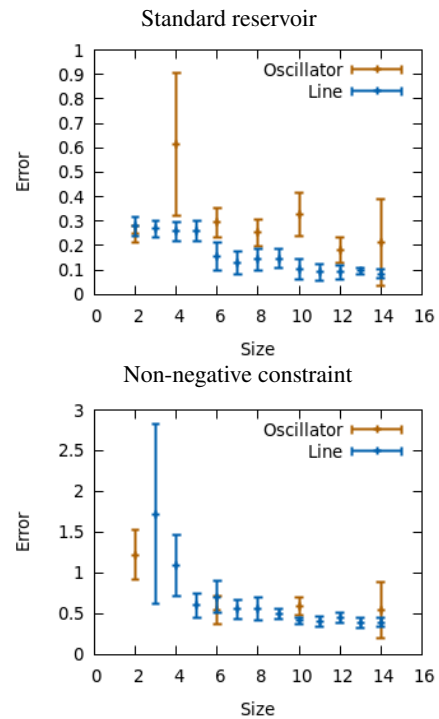 Standard reservoir
1
0.9
0.8
0.7
0.6
0.5
0.4
0.3
0.2
0.1
0
Error
Oscillator
Line
0 2 4 6 8 10 12 14 16
Size
Non-negative constraint
3
2.5
2
1.5
1
0.5
0
Error
Oscillator
Line
0 2 4 6 8 10 12 14 16
Size